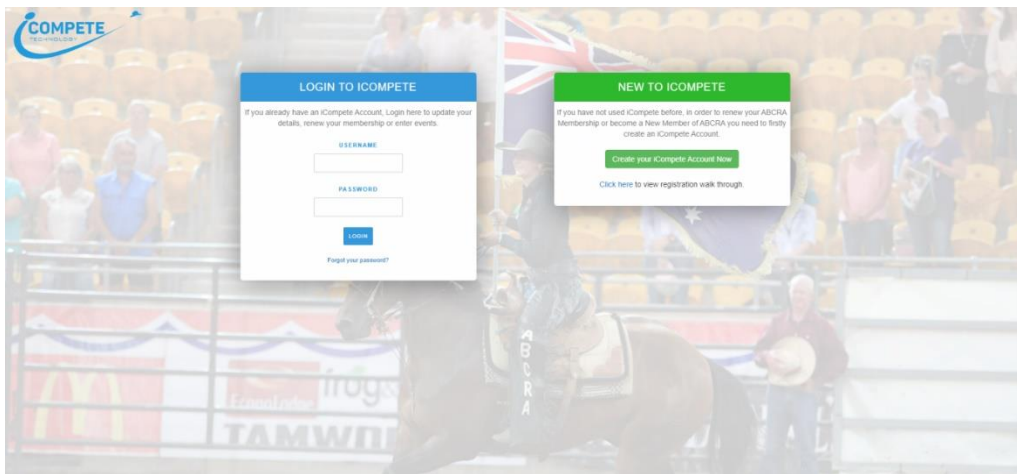 COMPETE
TECHNOLOGY
LOGIN TO ICOMPETE
If you already have an iCompete Account, Login here to update your
details, renew your membership or enter events.
USERNAME
PASSWORD
LOGIN
Forgot your password?
NEW TO ICOMPETE
If you have not used iCompete before, in order to renew your ABCRA
Membership or become a New Member of ABCRA you need to firstly
create an iCompete Account.
Create your iCompete Account Now
Click here to view registration walk through.
ABCRA
frog
EconoLodge
TAMWO